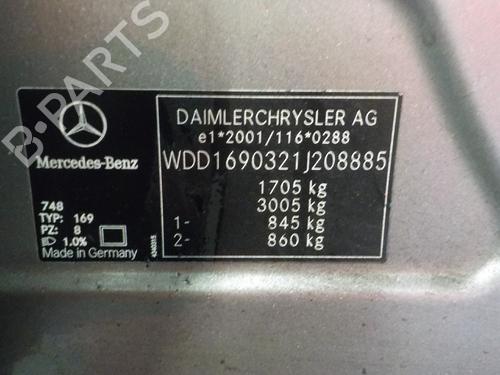 B-PARTS
DAIMLERCHRYSLER AG
e1*2001/116*0288
WDD1690321J208885
1705 kg
3005 kg
1- 845 kg
2- 860 kg
Mercedes-Benz
748
TYP: 169
PZ: 8
1.0%
Made in Germany